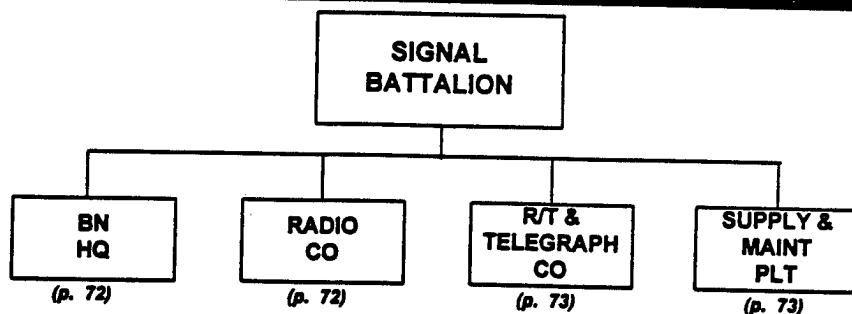 SIGNAL
BATTALION
BN
HQ
(p. 72)
RADIO
CO
(p. 72)
R/T &
TELEGRAPH
CO
(p. 73)
SUPPLY &
MAINT
PLT
(p. 73)